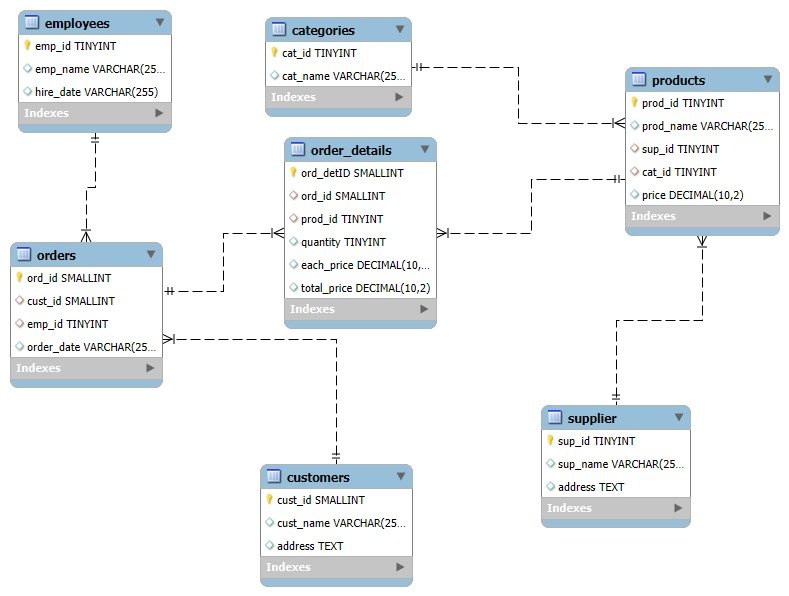 employees
emp_id TINYINT
emp_name VARCHAR(25...
hire_date VARCHAR(255)
Indexes
categories
cat_id TINYINT
cat_name VARCHAR(25...
Indexes
products
prod_id TINYINT
prod_name VARCHAR(25...
sup_id TINYINT
cat_id TINYINT
price DECIMAL(10,2)
Indexes
order_details
ord_detID SMALLINT
ord_id SMALLINT
prod_id TINYINT
quantity TINYINT
each_price DECIMAL(10,...
total_price DECIMAL(10,2)
Indexes
orders
ord_id SMALLINT
cust_id SMALLINT
emp_id TINYINT
order_date VARCHAR(25...
Indexes
supplier
sup_id TINYINT
sup_name VARCHAR(25...
address TEXT
Indexes
customers
cust_id SMALLINT
cust_name VARCHAR(25...
address TEXT
Indexes